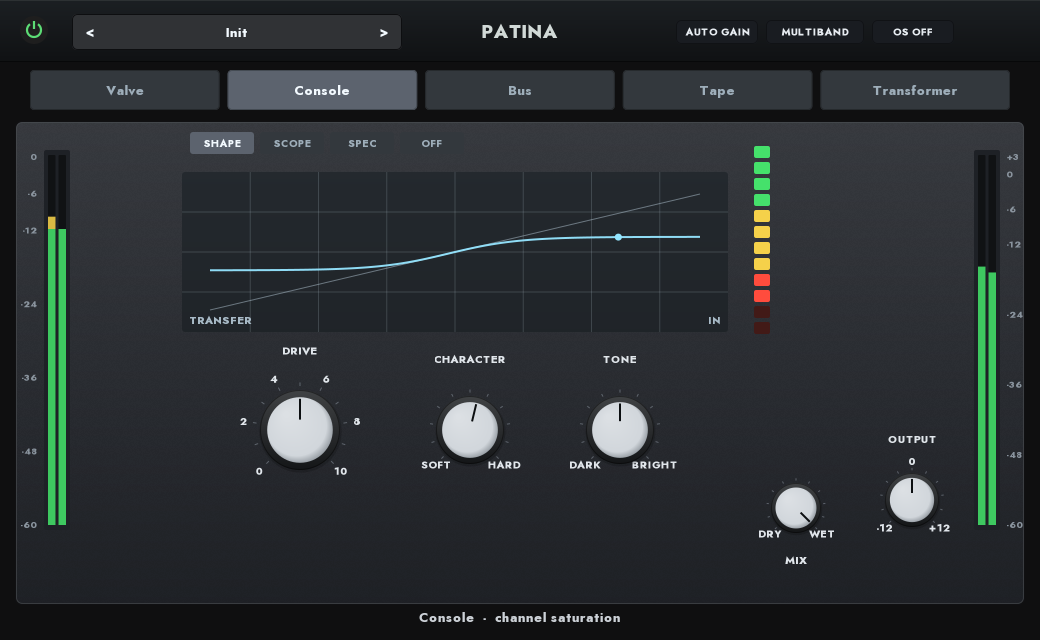 < Init >
PATINA
AUTO GAIN MULTIBAND OS OFF
Valve Console Bus Tape Transformer
SHAPE SCOPE SPEC OFF
0
-6
-12
-24
-36
-48
-60
TRANSFER IN
+3
0
-6
-12
-24
-36
-48
-60
DRIVE
4 6
2 8
0 10
CHARACTER
SOFT HARD
TONE
DARK BRIGHT
DRY WET
MIX
OUTPUT
0
-12 +12
Console - channel saturation